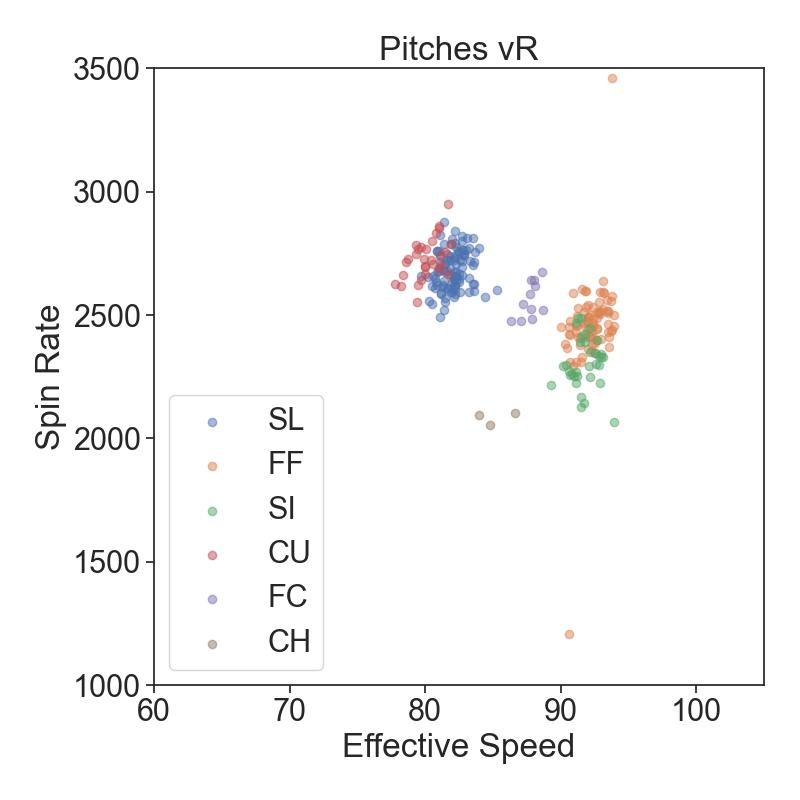 Pitches vR
3500
3000
2500
2000
1500
1000
Spin Rate
SL
FF
SI
CU
FC
CH
60 70 80 90 100
Effective Speed